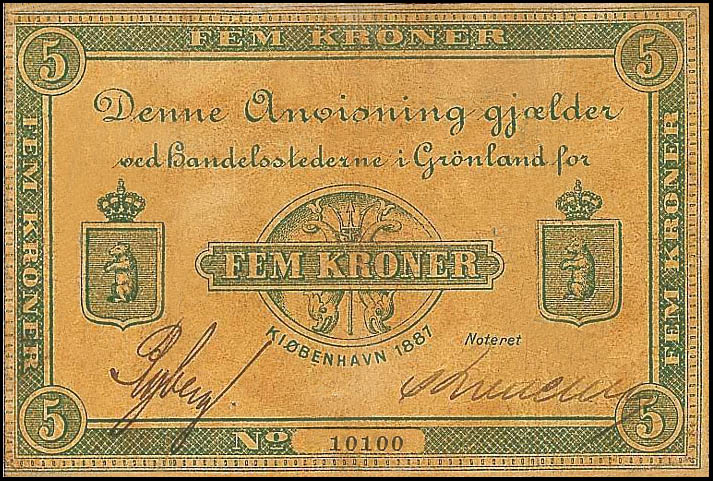 FEM KRONER
5
5
Denne Anvisning gjælder
ved Handelsstederne i Grönland for
FEM KRONER
FEM KRONER
FEM KRONER
KJØBENHAVN 1887
Noteret
5
5
No 10100